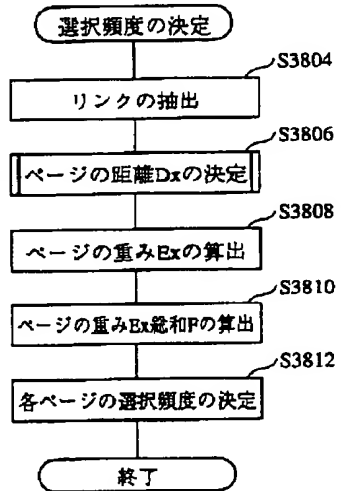 選択頻度の決定
S3804
リンクの抽出
S3806
ページの距離Dxの決定
S3808
ページの重みExの算出
S3810
ページの重みEx総和Fの算出
S3812
各ページの選択頻度の決定
終了